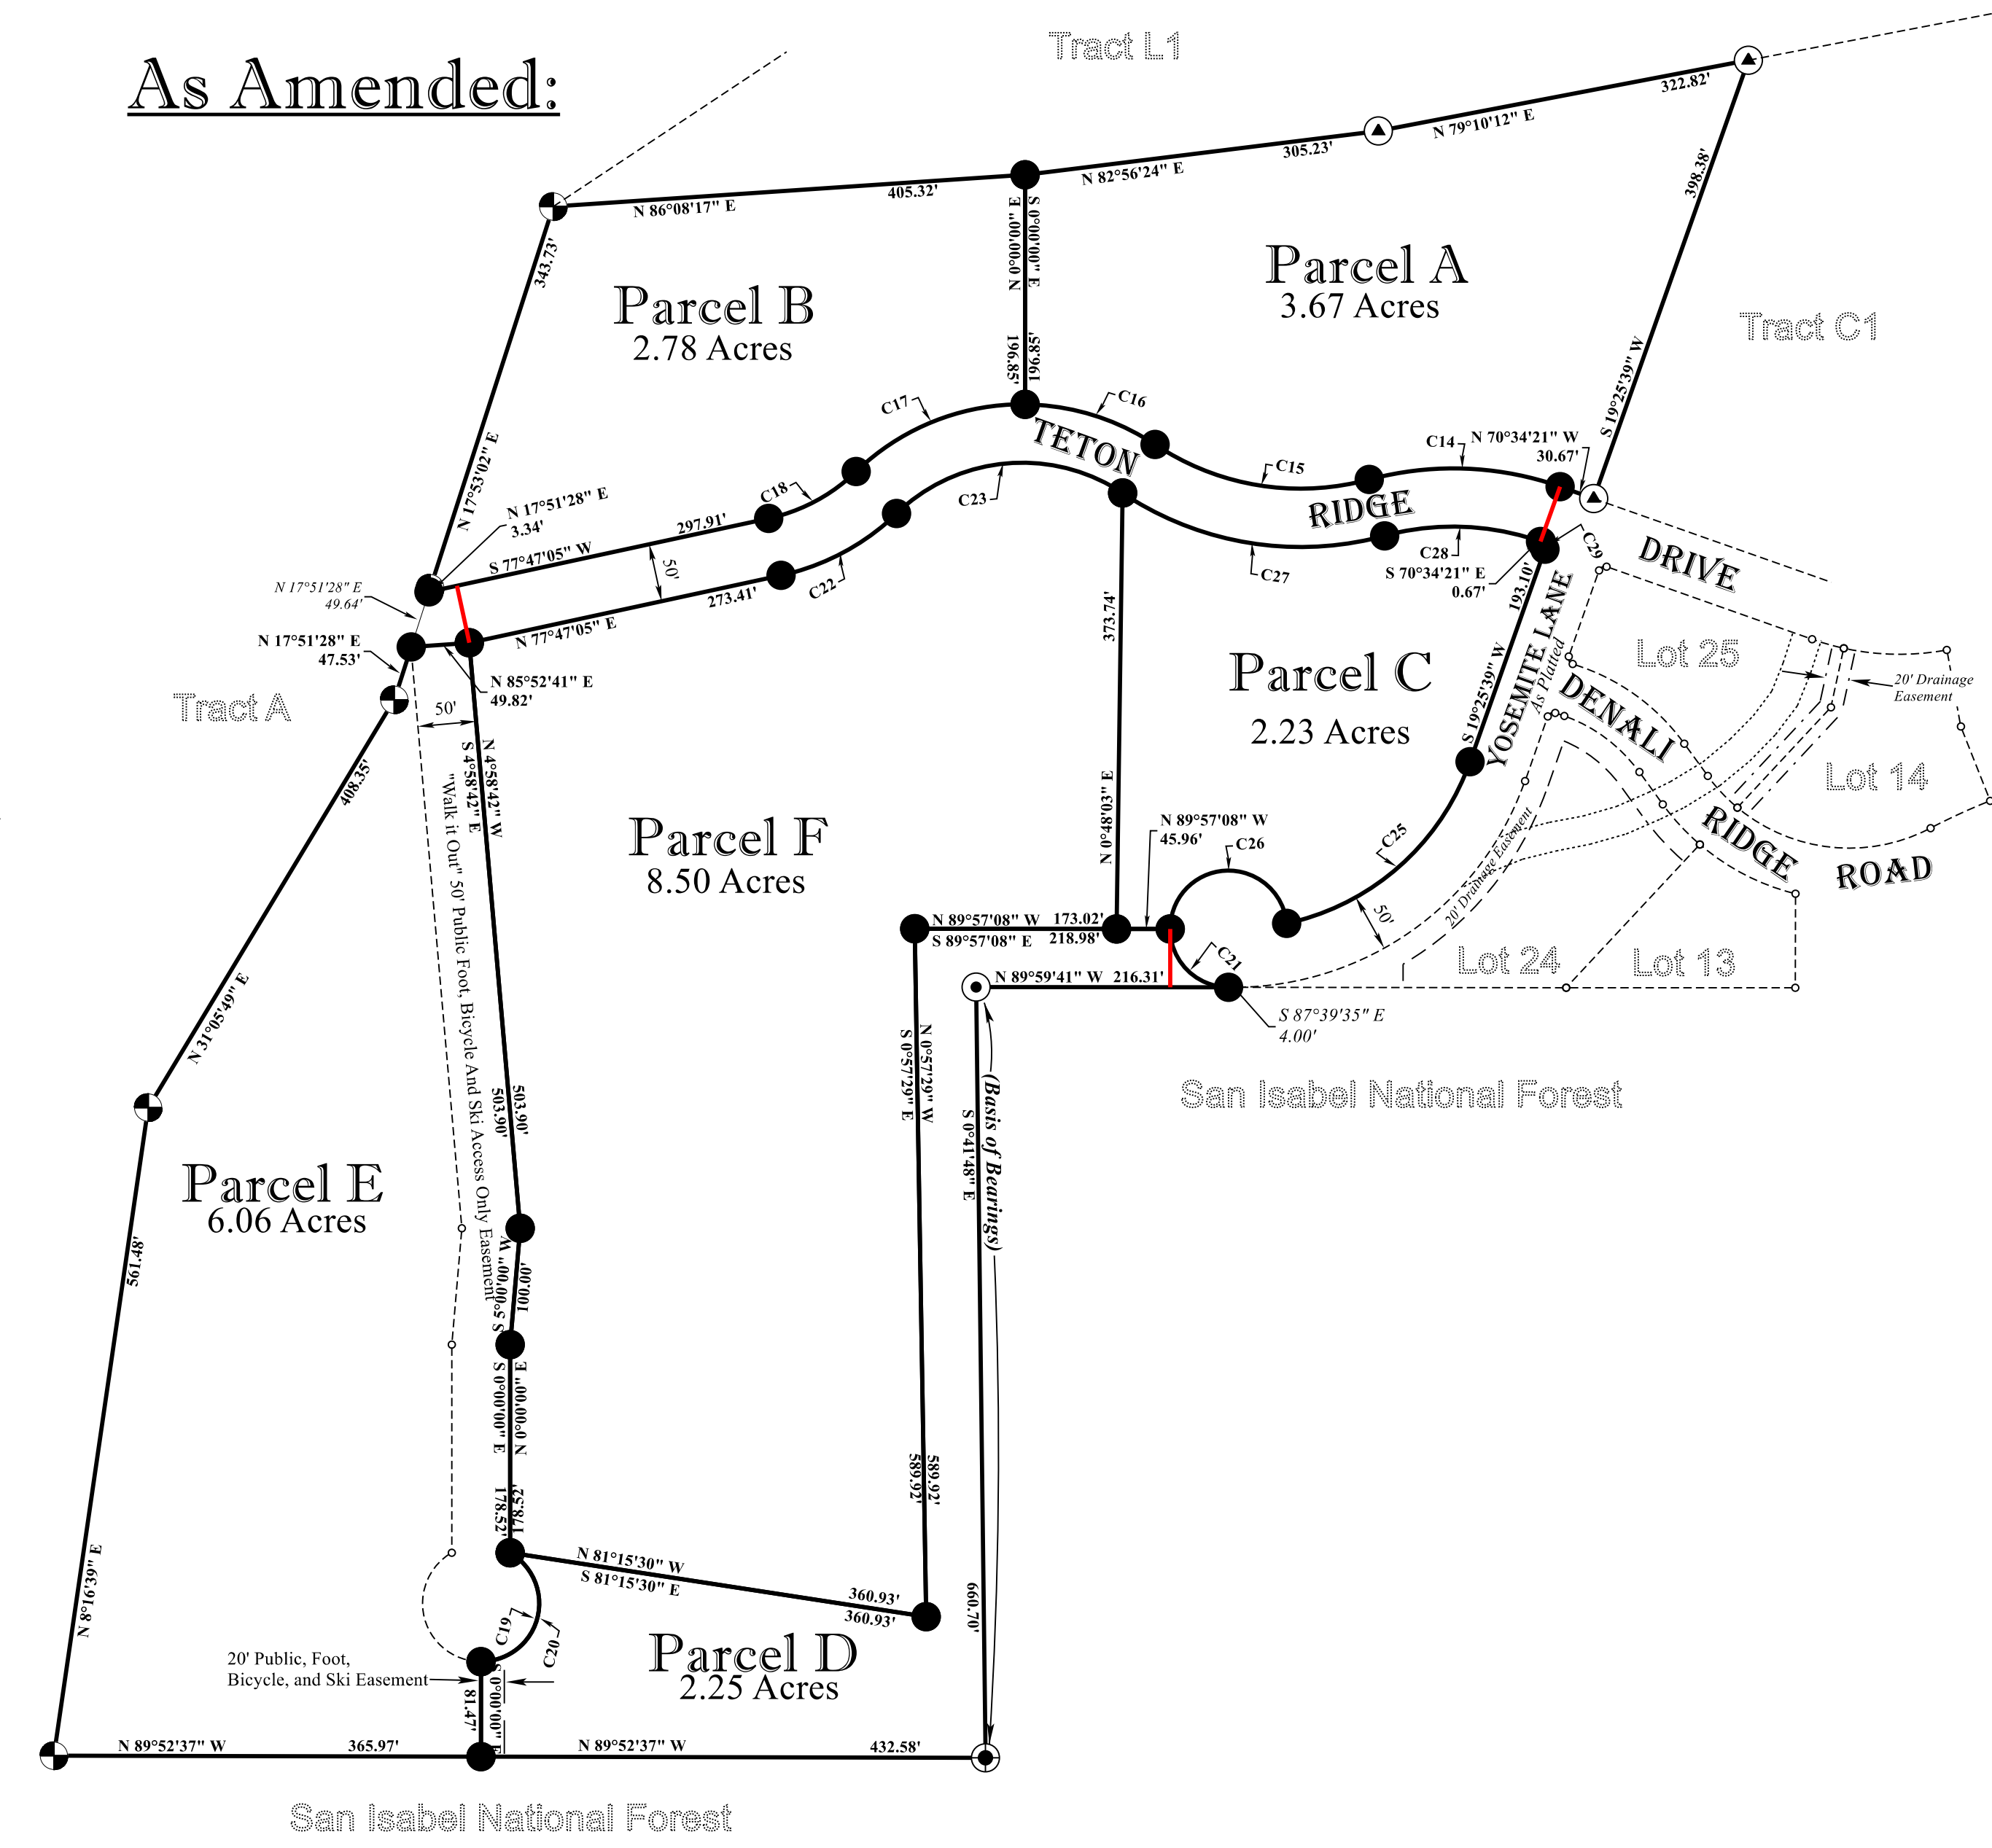 As Amended:
Tract L1
322.82'
N 79°10'12" E
305.23'
N 82°56'24" E
405.32'
N 86°08'17" E
398.38'
S 19°25'39" W
343.73'
N 17°53'02" E
S 0°00'00" E
N 0°00'00" E
196.85'
196.85'
Parcel A
3.67 Acres
Parcel B
2.78 Acres
Tract C1
C17
C16
TETON
C15
C14
N 70°34'21" W
30.67'
RIDGE
DRIVE
C18
C23
N 17°51'28" E
3.34'
297.91'
S 77°47'05" W
50'
C22
273.41'
N 77°47'05" E
C27
C28
C29
S 70°34'21" E
0.67'
N 17°51'28" E
49.64'
N 17°51'28" E
47.53'
N 85°52'41" E
49.82'
Tract A
50'
408.35'
N 31°05'49" E
373.74'
N 0°48'03" E
193.10'
S 19°25'39" W
YOSEMITE LANE
As Platted
Parcel C
2.23 Acres
Lot 25
20' Drainage
Easement
DENALI
RIDGE
ROAD
Lot 14
S 4°58'42" E
N 4°58'42" W
"Walk it Out" 50' Public Foot, Bicycle And Ski Access Only Easement
503.90'
503.90'
Parcel F
8.50 Acres
N 89°57'08" W
45.96'
C26
C25
20' Drainage Easement
50'
N 89°57'08" W 173.02'
S 89°57'08" E 218.98'
C21
N 89°59'41" W 216.31'
Lot 24
Lot 13
S 87°39'35" E
4.00'
San Isabel National Forest
S 0°57'29" E
N 0°57'29" W
S 0°41'48" E
(Basis of Bearings)
Parcel E
6.06 Acres
561.48'
N 8°16'39" E
S 5°00'00" W
100.00'
S 0°00'00" E
N 0°00'00" E
178.52'
178.52'
589.92'
589.92'
660.70'
N 81°15'30" W
S 81°15'30" E
360.93'
360.93'
C19
C20
Parcel D
2.25 Acres
20' Public, Foot,
Bicycle, and Ski Easement
81.47'
S 0°00'00" E
N 89°52'37" W 365.97'
N 89°52'37" W 432.58'
San Isabel National Forest